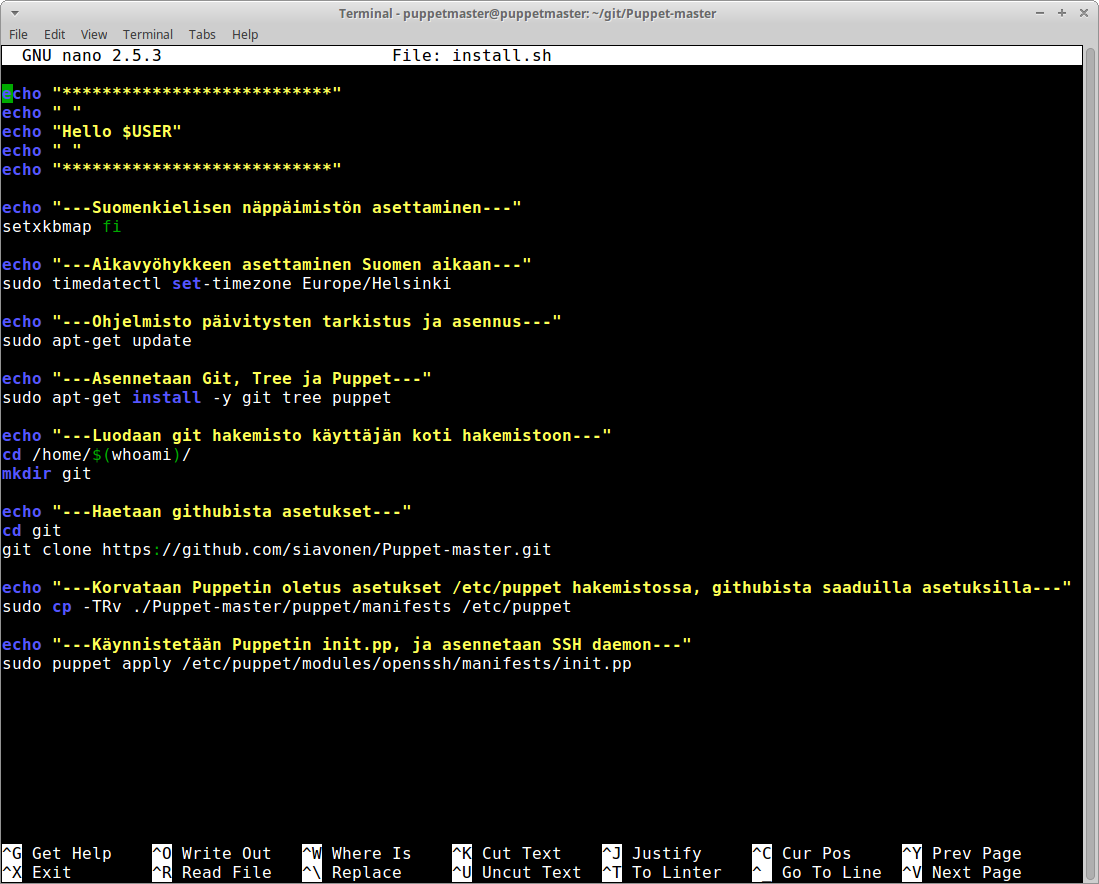 Terminal - puppetmaster@puppetmaster: ~/git/Puppet-master
File Edit View Terminal Tabs Help
GNU nano 2.5.3 File: install.sh
echo "***************************"
echo " "
echo "Hello $USER"
echo " "
echo "***************************"
echo "---Suomenkielisen näppäimistön asettaminen---"
setxkbmap fi
echo "---Aikavyöhykkeen asettaminen Suomen aikaan---"
sudo timedatectl set-timezone Europe/Helsinki
echo "---Ohjelmisto päivitysten tarkistus ja asennus---"
sudo apt-get update
echo "---Asennetaan Git, Tree ja Puppet---"
sudo apt-get install -y git tree puppet
echo "---Luodaan git hakemisto käyttäjän koti hakemistoon---"
cd /home/$(whoami)/
mkdir git
echo "---Haetaan githubista asetukset---"
cd git
git clone https://github.com/siavonen/Puppet-master.git
echo "---Korvataan Puppetin oletus asetukset /etc/puppet hakemistossa, githubista saaduilla asetuksilla---"
sudo cp -TRv ./Puppet-master/puppet/manifests /etc/puppet
echo "---Käynnistetään Puppetin init.pp, ja asennetaan SSH daemon---"
sudo puppet apply /etc/puppet/modules/openssh/manifests/init.pp
^G Get Help ^O Write Out ^W Where Is ^K Cut Text ^J Justify ^C Cur Pos ^Y Prev Page
^X Exit ^R Read File ^\ Replace ^U Uncut Text ^T To Linter ^_ Go To Line ^V Next Page